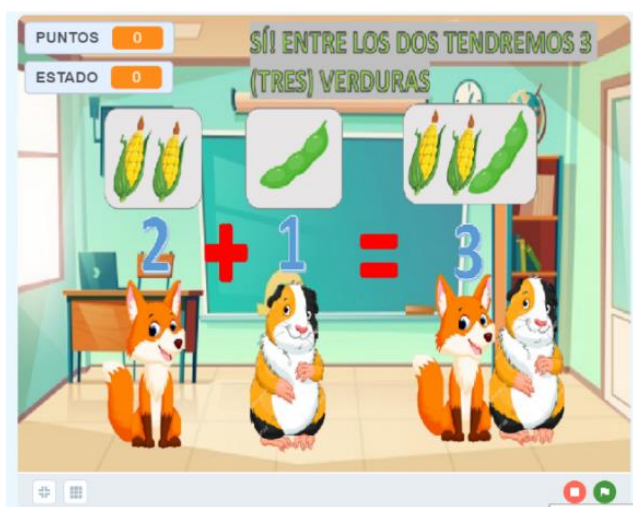 PUNTOS 0
ESTADO 0
SÍ! ENTRE LOS DOS TENDREMOS 3
(TRES) VERDURAS
2 + 1 = 3